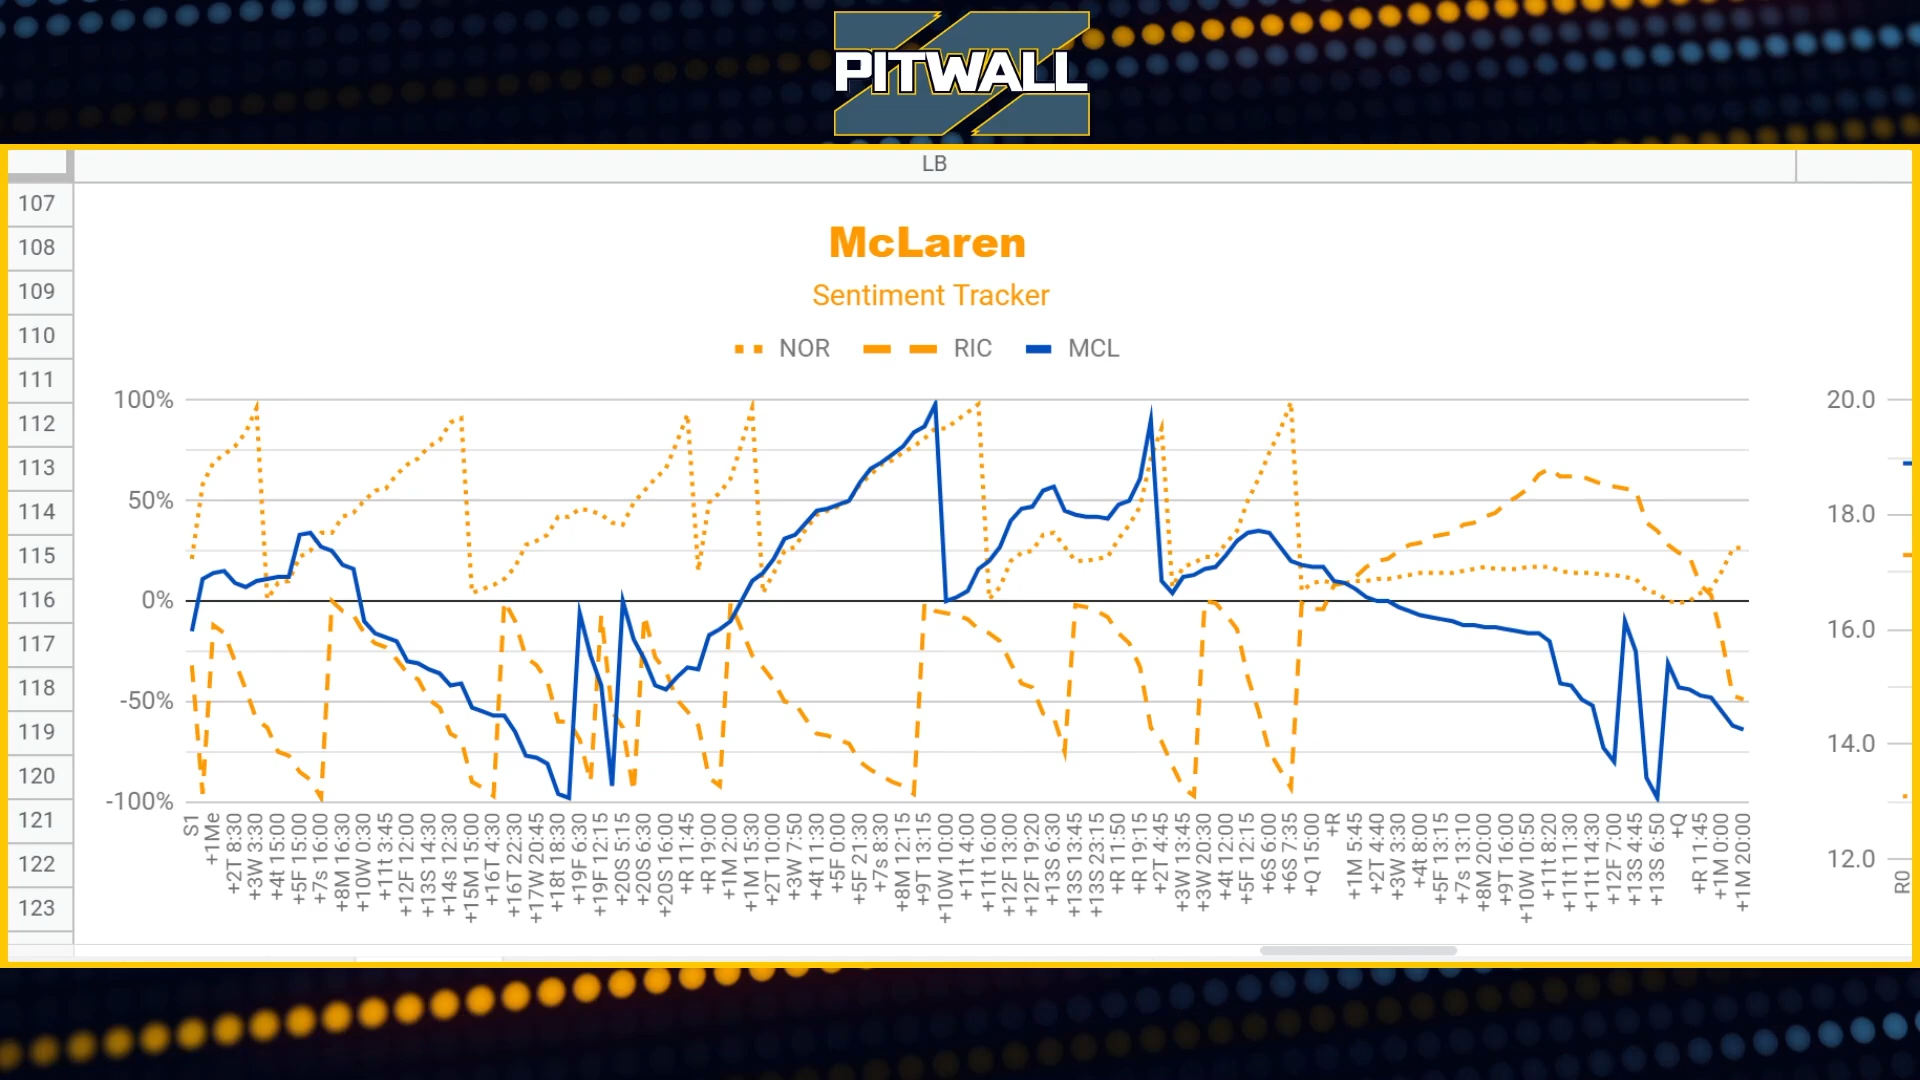 PITWALL
LB
107
108
109
110
111
112
113
114
115
116
117
118
119
120
121
122
123
McLaren
Sentiment Tracker
NOR RIC MCL
100%
50%
0%
-50%
-100%
20.0
18.0
16.0
14.0
12.0
S1
+1Me
+2T 8:30
+3W 3:30
+4t 15:00
+5F 15:00
+7s 16:00
+8M 16:30
+10W 0:30
+11t 3:45
+12F 12:00
+13S 14:30
+14s 12:30
+15M 15:00
+16T 4:30
+16T 22:30
+17W 20:45
+18t 18:30
+19F 6:30
+19F 12:15
+20S 5:15
+20S 6:30
+20S 16:00
+R 11:45
+R 19:00
+1M 2:00
+1M 15:30
+2T 10:00
+3W 7:50
+4t 11:30
+5F 0:00
+5F 21:30
+7s 8:30
+8M 12:15
+9T 13:15
+10W 0:00
+11t 4:00
+11t 16:00
+12F 13:00
+12F 19:20
+13S 6:30
+13S 13:45
+13S 23:15
+R 11:50
+R 19:15
+2T 4:45
+3W 13:45
+3W 20:30
+4t 12:00
+5F 12:15
+6S 6:00
+6S 7:35
+Q 15:00
+R
+1M 5:45
+2T 4:40
+3W 3:30
+4t 8:00
+5F 13:15
+7s 13:10
+8M 20:00
+9T 16:00
+10W 10:50
+11t 8:20
+11t 11:30
+11t 14:30
+12F 7:00
+13S 4:45
+13S 6:50
+Q
+R 11:45
+1M 0:00
+1M 20:00
R0